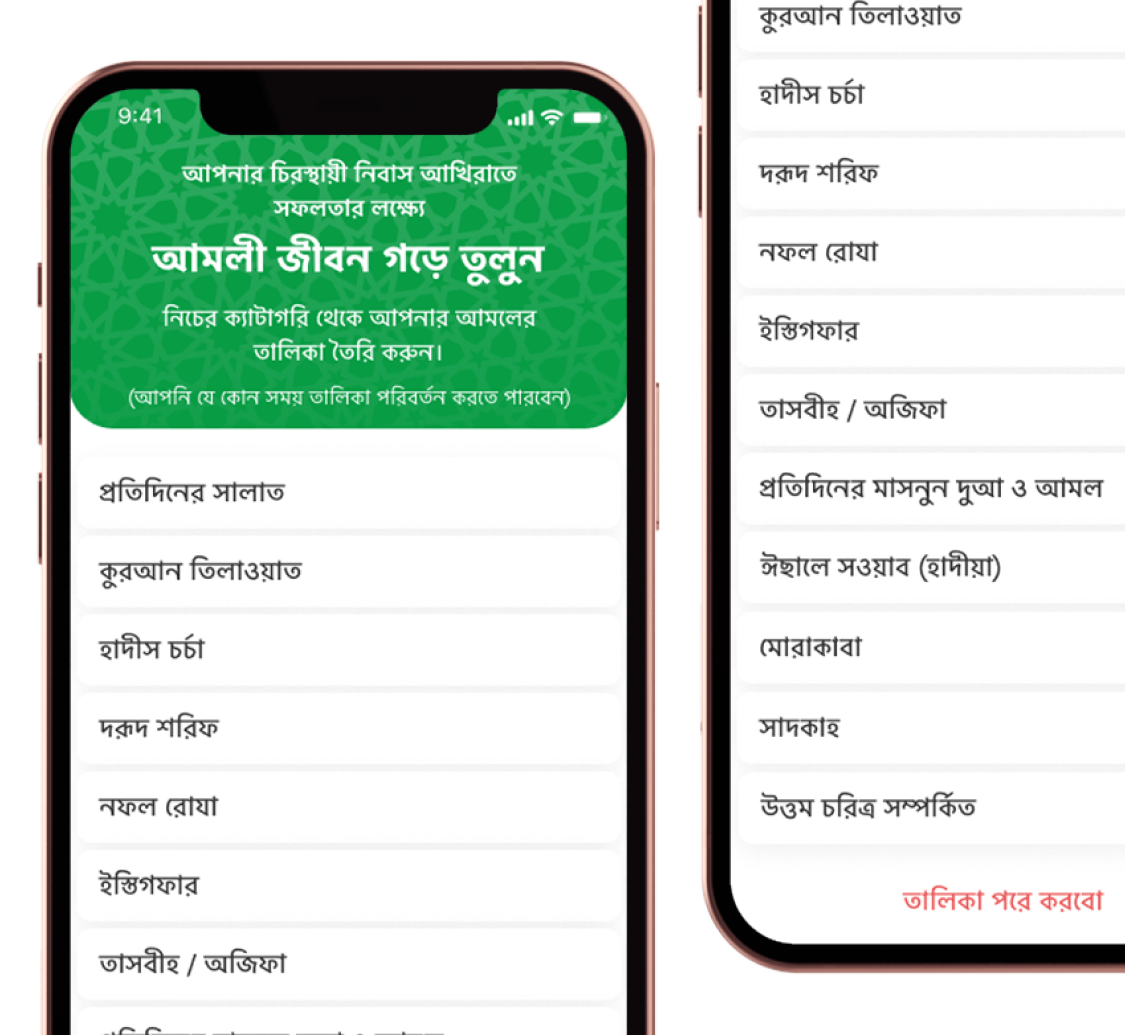 9:41
আপনার চিরস্থায়ী নিবাস আখিরাতে
সফলতার লক্ষ্যে
আমলী জীবন গড়ে তুলুন
নিচের ক্যাটাগরি থেকে আপনার আমলের
তালিকা তৈরি করুন।
(আপনি যে কোন সময় তালিকা পরিবর্তন করতে পারবেন)
প্রতিদিনের সালাত
কুরআন তিলাওয়াত
হাদীস চর্চা
দরূদ শরিফ
নফল রোযা
ইস্তিগফার
তাসবীহ / অজিফা
কুরআন তিলাওয়াত
হাদীস চর্চা
দরূদ শরিফ
নফল রোযা
ইস্তিগফার
তাসবীহ / অজিফা
প্রতিদিনের মাসনুন দুআ ও আমল
ঈছালে সওয়াব (হাদীয়া)
মোরাকাবা
সাদকাহ
উত্তম চরিত্র সম্পর্কিত
তালিকা পরে করবো